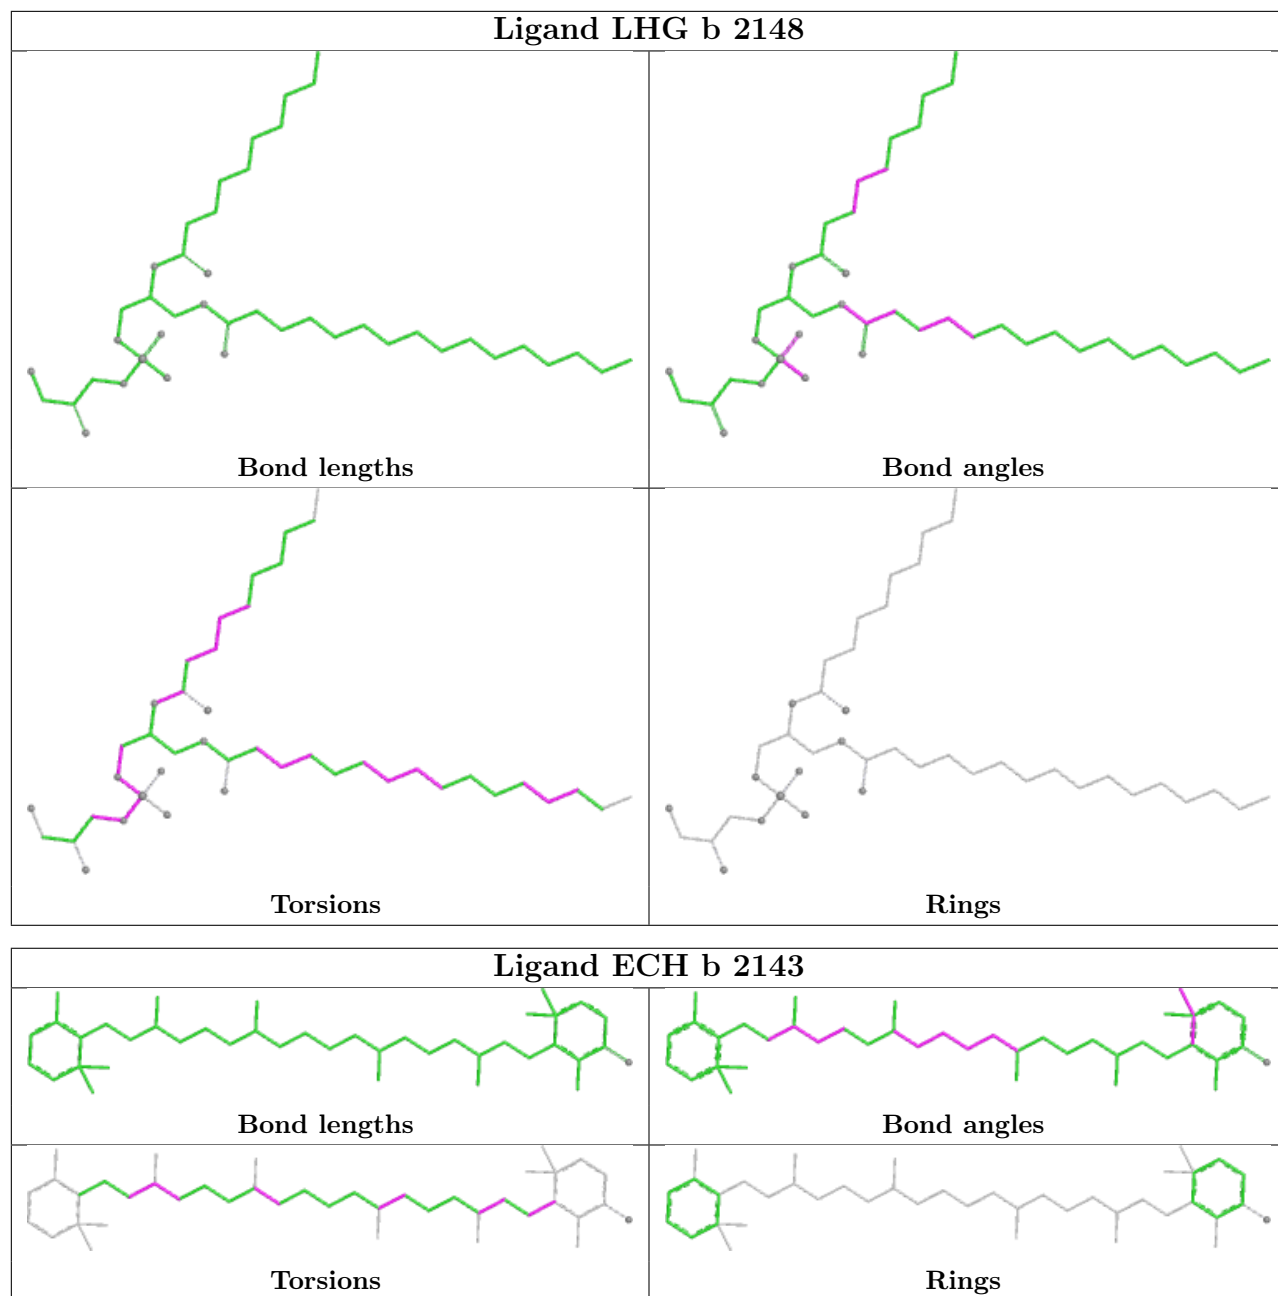 Ligand LHG b 2148
Bond lengths
Bond angles
Torsions
Rings
Ligand ECH b 2143
Bond lengths
Bond angles
Torsions
Rings